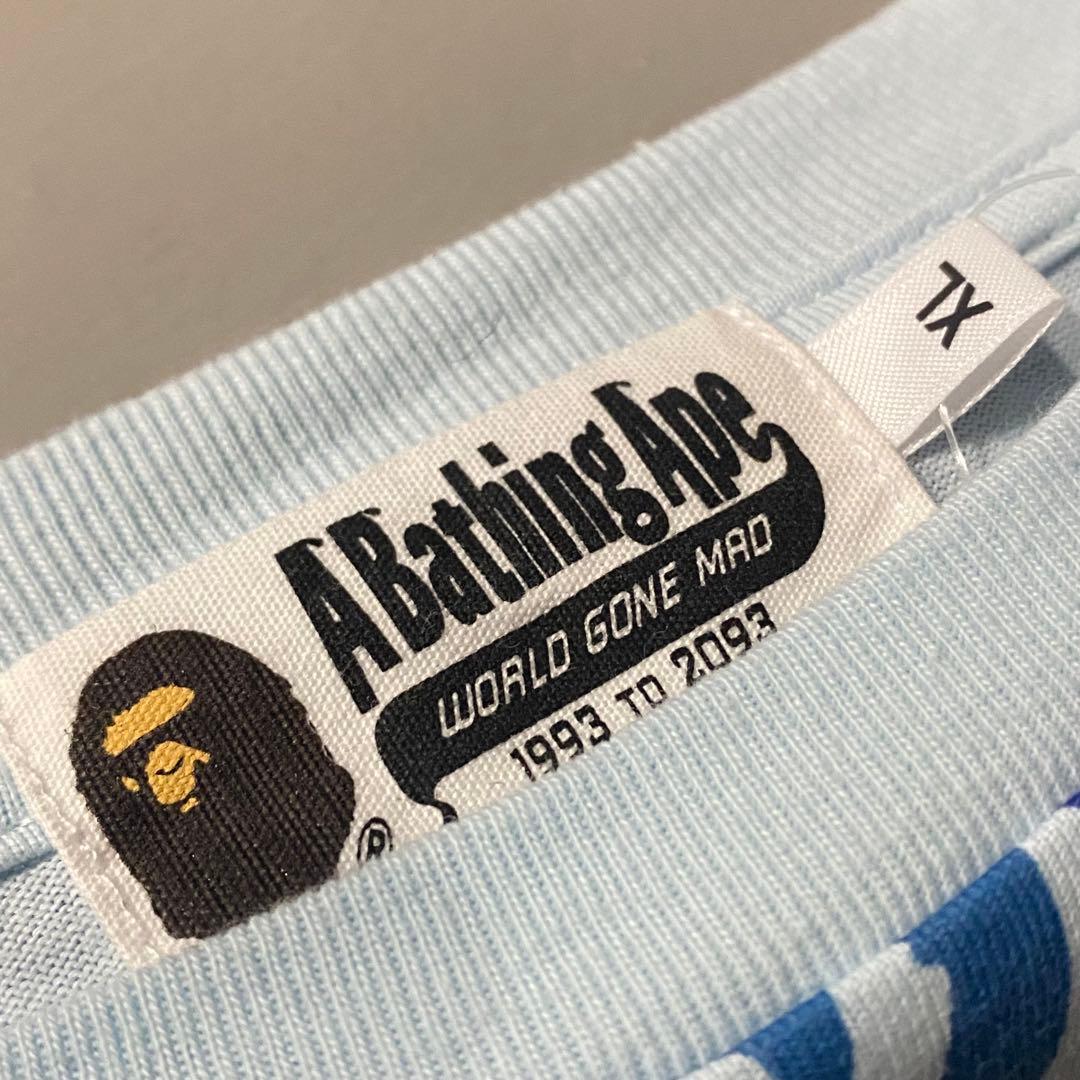 A Bathing Ape
WORLD GONE MAD
1993 TO 2093
®
XL